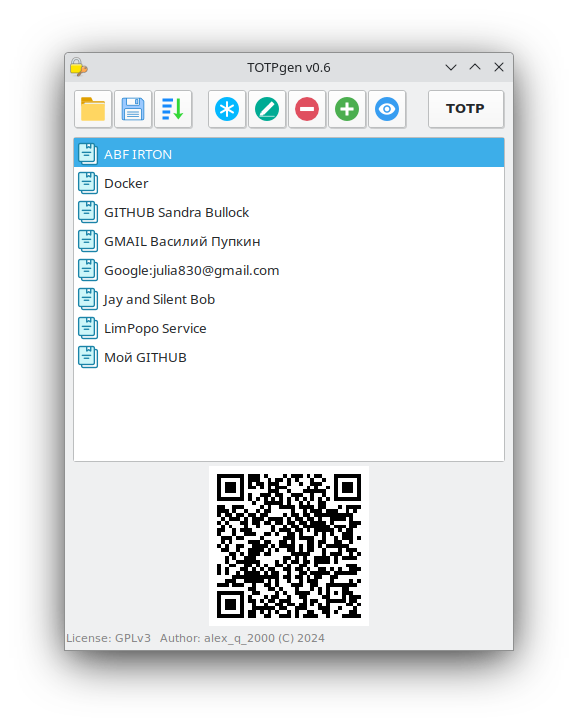 TOTPgen v0.6
TOTP
ABF IRTON
Docker
GITHUB Sandra Bullock
GMAIL Василий Пупкин
Google:julia830@gmail.com
Jay and Silent Bob
LimPopo Service
Мой GITHUB
License: GPLv3 Author: alex_q_2000 (C) 2024